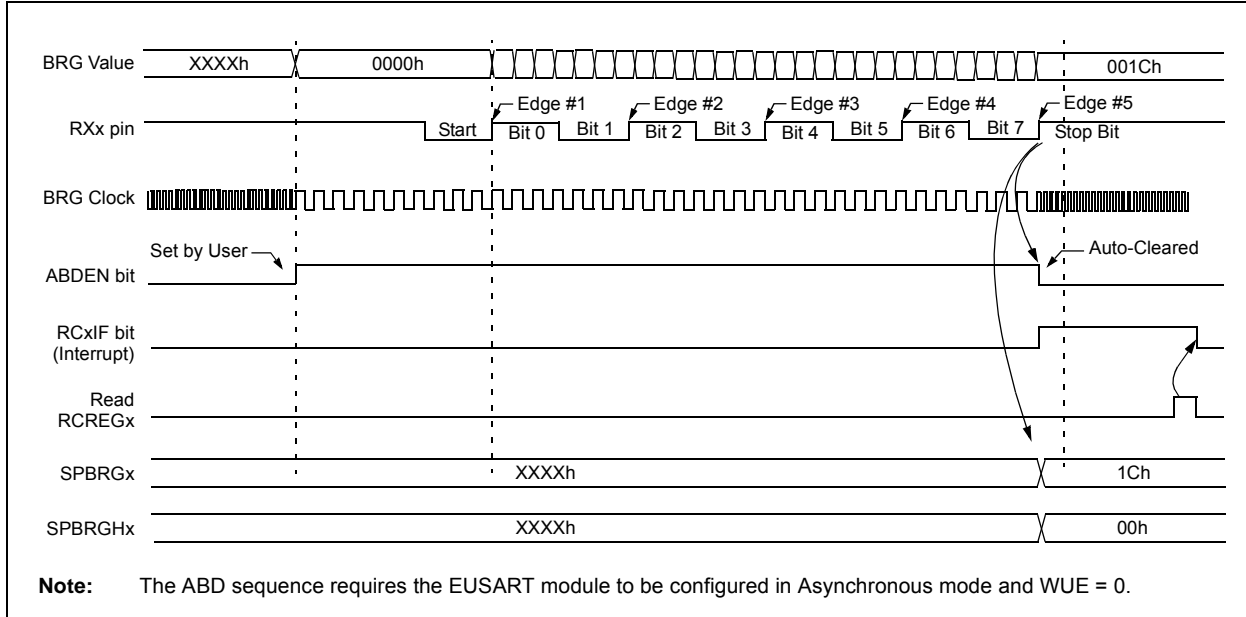 BRG Value XXXXh 0000h 001Ch
Edge #1 Edge #2 Edge #3 Edge #4 Edge #5
RXx pin Start Bit 0 Bit 1 Bit 2 Bit 3 Bit 4 Bit 5 Bit 6 Bit 7 Stop Bit
BRG Clock
Set by User Auto-Cleared
ABDEN bit
RCxIF bit
(Interrupt)
Read
RCREGx
SPBRGx XXXXh 1Ch
SPBRGHx XXXXh 00h
Note: The ABD sequence requires the EUSART module to be configured in Asynchronous mode and WUE = 0.